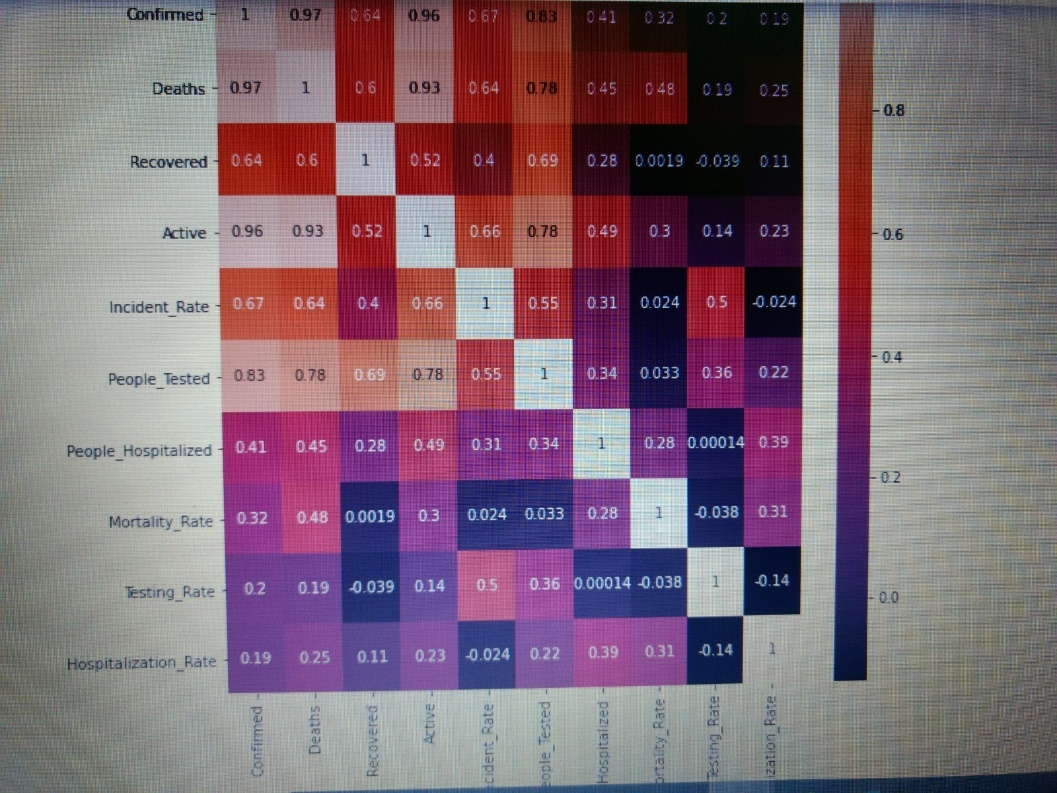 Confirmed 1 0.97 0.64 0.96 0.67 0.83 0.41 0.32 0.2 0.19
Deaths 0.97 1 0.6 0.93 0.64 0.78 0.45 0.48 0.19 0.25
0.8
Recovered 0.64 0.6 1 0.52 0.4 0.69 0.28 0.0019 -0.039 0.11
Active 0.96 0.93 0.52 1 0.66 0.78 0.49 0.3 0.14 0.23
0.6
Incident_Rate 0.67 0.64 0.4 0.66 1 0.55 0.31 0.024 0.5 -0.024
0.4
People_Tested 0.83 0.78 0.69 0.78 0.55 1 0.34 0.033 0.36 0.22
People_Hospitalized 0.41 0.45 0.28 0.49 0.31 0.34 1 0.28 0.00014 0.39
0.2
Mortality_Rate 0.32 0.48 0.0019 0.3 0.024 0.033 0.28 1 -0.038 0.31
Testing_Rate 0.2 0.19 -0.039 0.14 0.5 0.36 0.00014 -0.038 1 -0.14
0.0
Hospitalization_Rate 0.19 0.25 0.11 0.23 -0.024 0.22 0.39 0.31 -0.14 1
Confirmed
Deaths
Recovered
Active
cident_Rate
eople_Tested
Hospitalized
ortality_Rate
Testing_Rate
ization_Rate